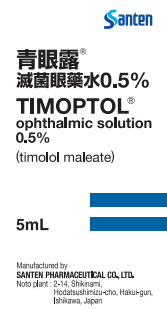 Santen
青眼露®
滅菌眼藥水0.5%
TIMOPTOL®
ophthalmic solution
0.5%
(timolol maleate)
5mL
Manufactured by
SANTEN PHARMACEUTICAL CO., LTD.
Noto plant : 2-14, Shikinami,
Hodatsushimizu-cho, Hakui-gun,
Ishikawa, Japan